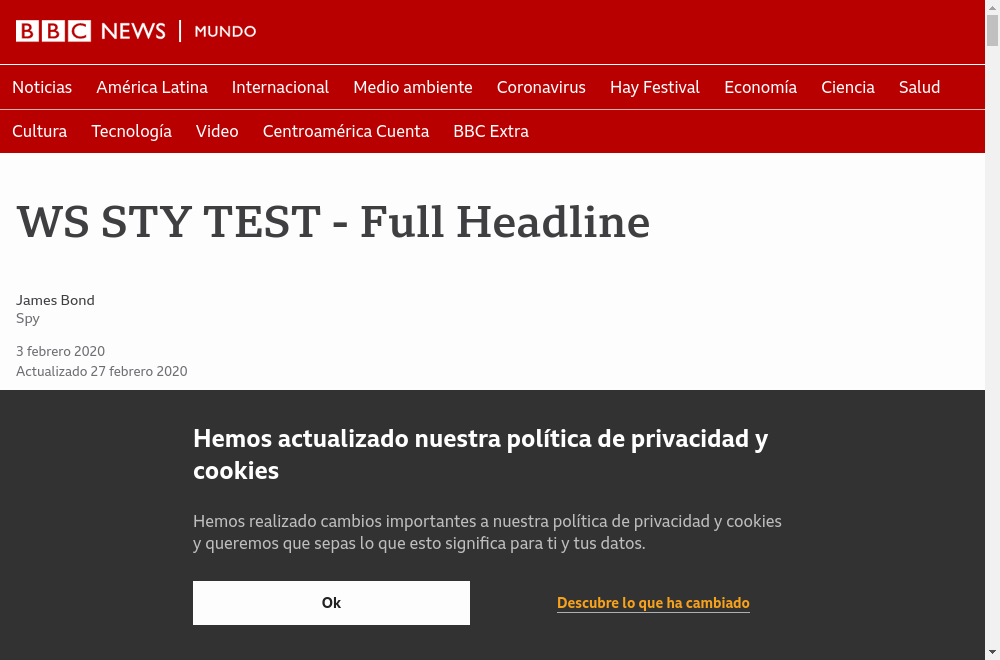 BBC NEWS | MUNDO
Noticias América Latina Internacional Medio ambiente Coronavirus Hay Festival Economía Ciencia Salud
Cultura Tecnología Video Centroamérica Cuenta BBC Extra
WS STY TEST - Full Headline
James Bond
Spy
3 febrero 2020
Actualizado 27 febrero 2020
Hemos actualizado nuestra política de privacidad y
cookies
Hemos realizado cambios importantes a nuestra política de privacidad y cookies
y queremos que sepas lo que esto significa para ti y tus datos.
Ok Descubre lo que ha cambiado